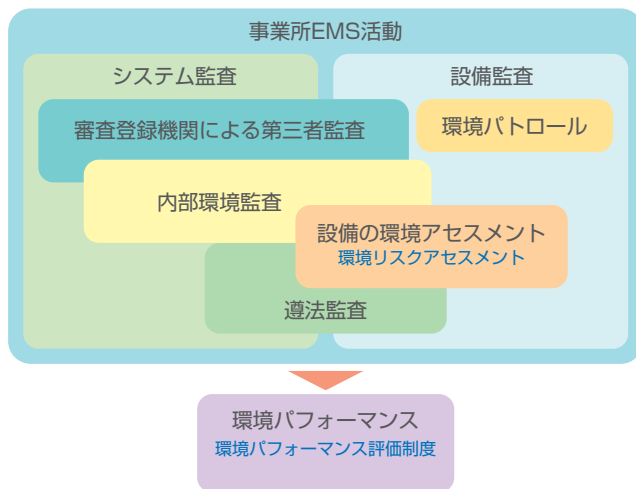 事業所EMS活動
システム監査
設備監査
審査登録機関による第三者監査
環境パトロール
内部環境監査
設備の環境アセスメント
環境リスクアセスメント
遵法監査
環境パフォーマンス
環境パフォーマンス評価制度